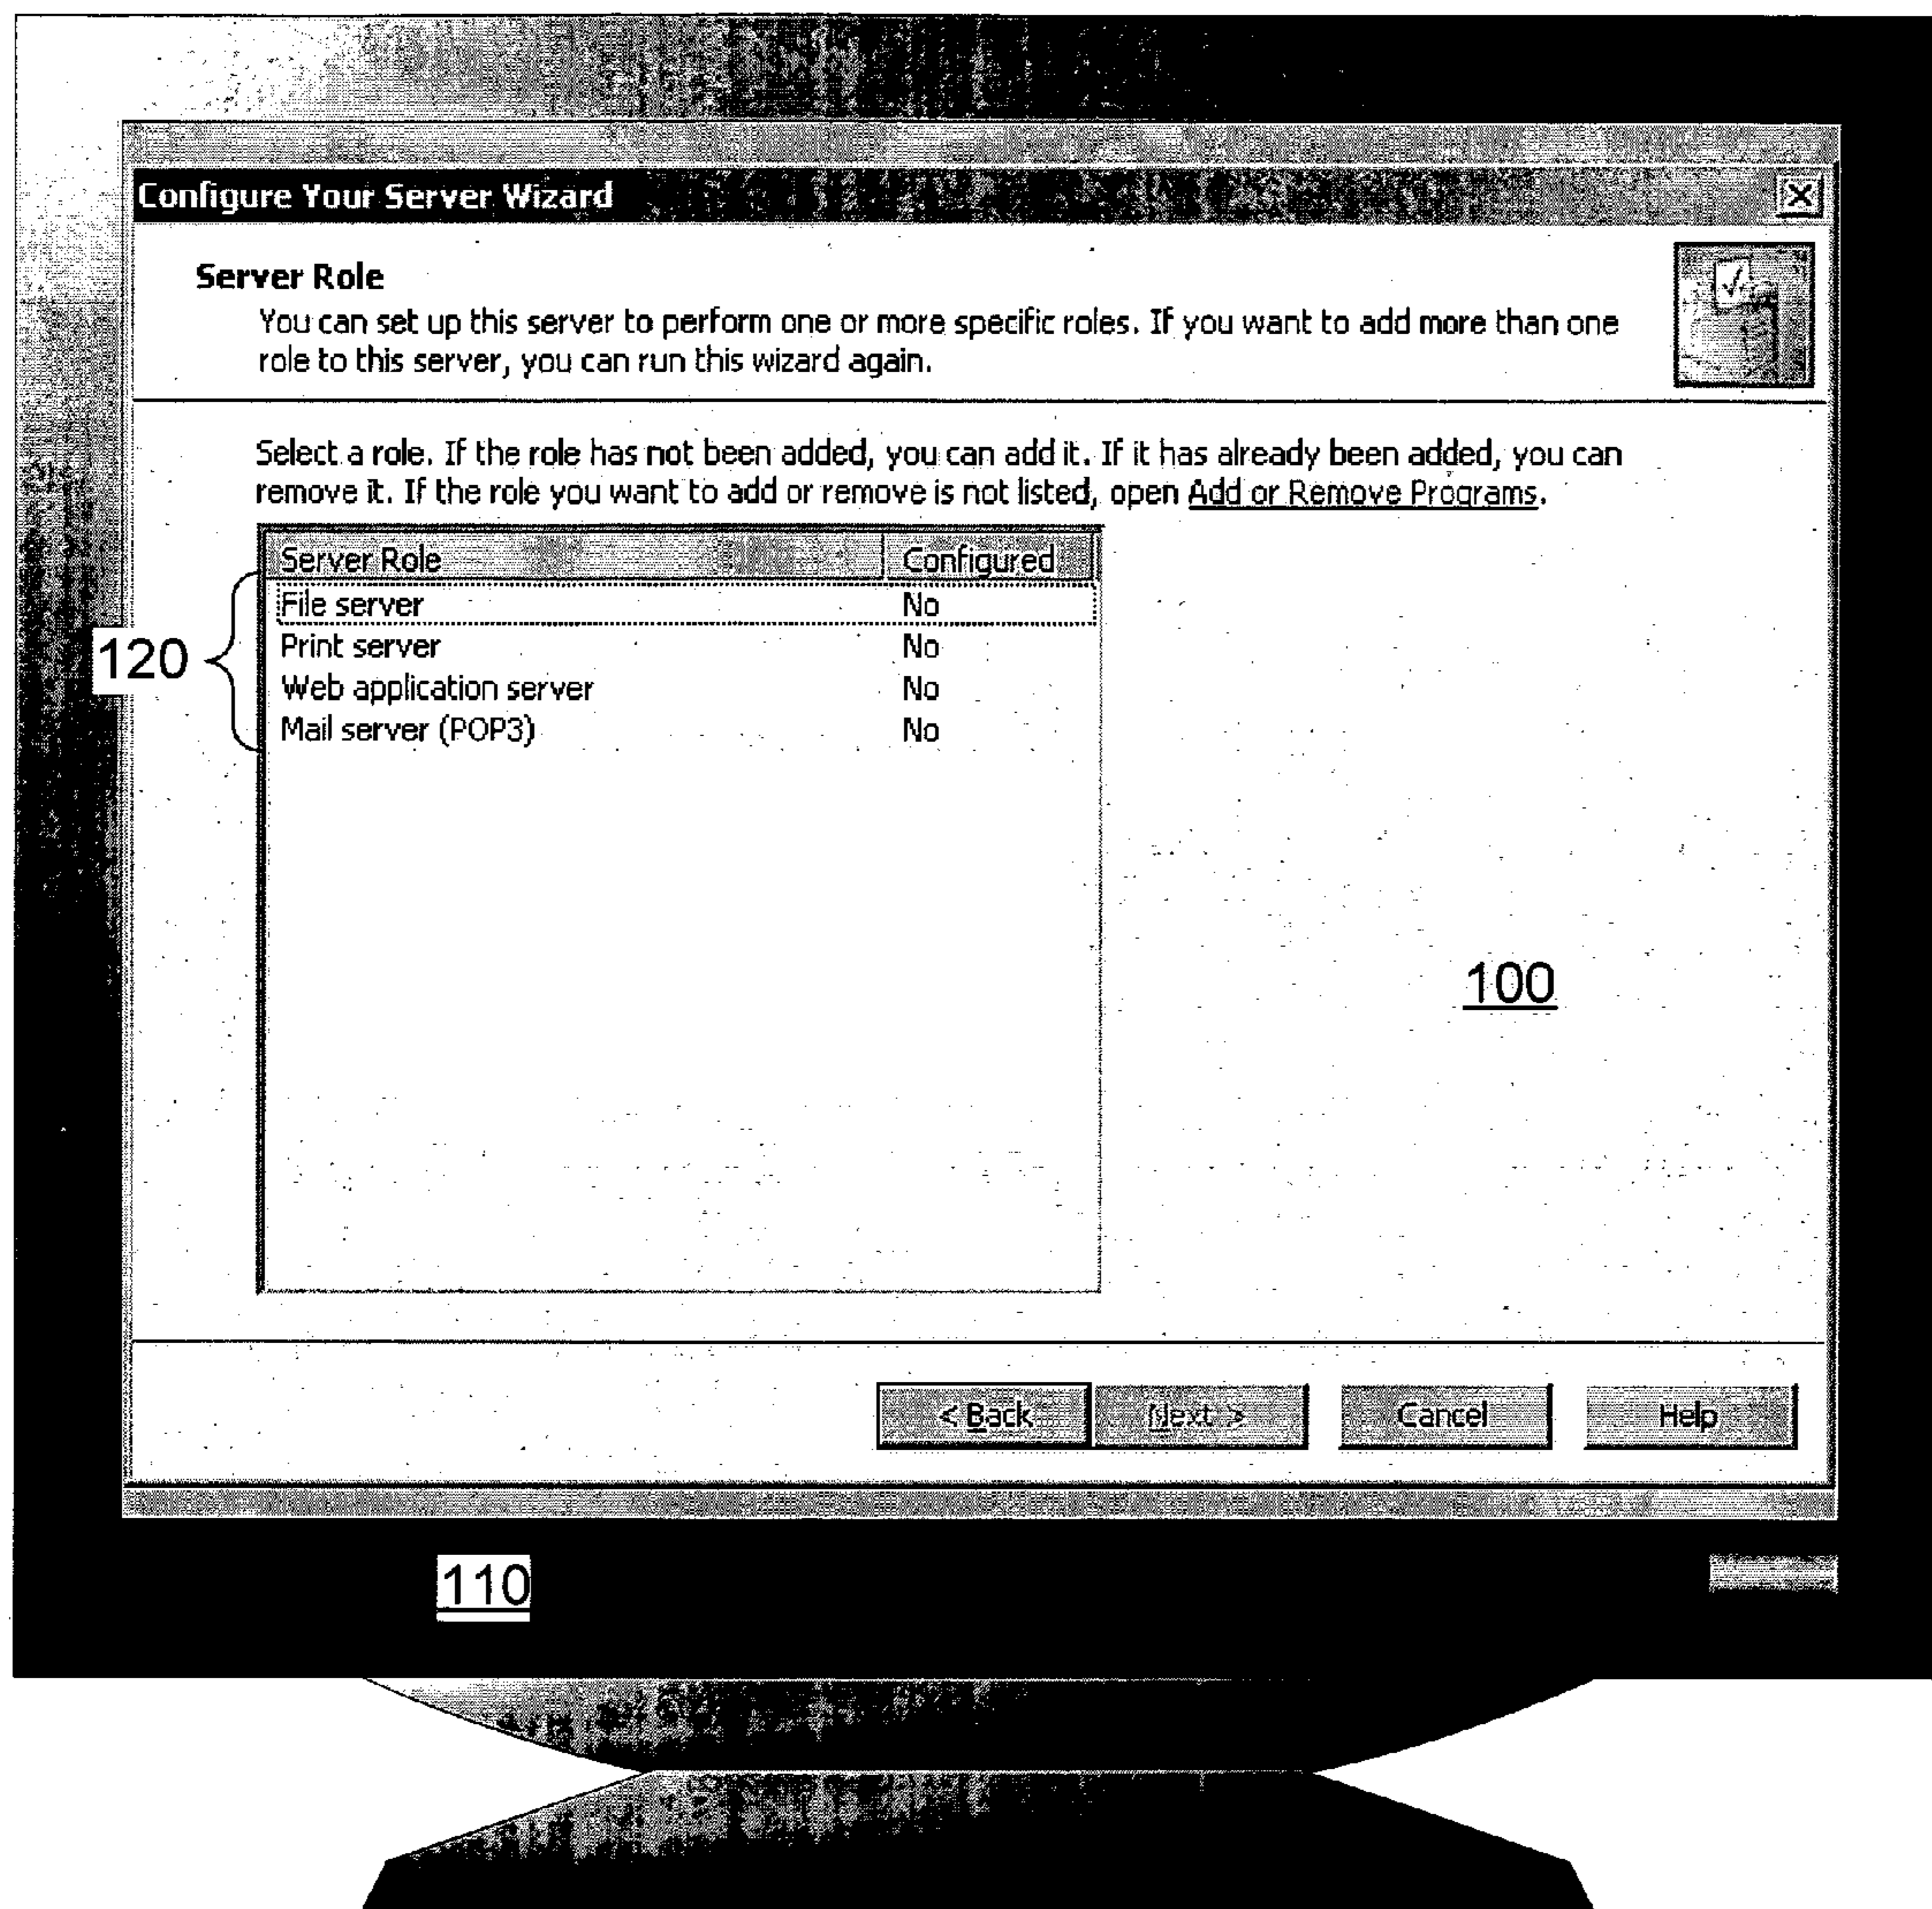 Configure Your Server Wizard
Server Role
You can set up this server to perform one or more specific roles. If you want to add more than one
role to this server, you can run this wizard again.
Select a role. If the role has not been added, you can add it. If it has already been added, you can
remove it. If the role you want to add or remove is not listed, open Add or Remove Programs.
Server Role Configured
File server No
Print server No
Web application server No
Mail server (POP3) No
120
100
< Back Next > Cancel Help
110